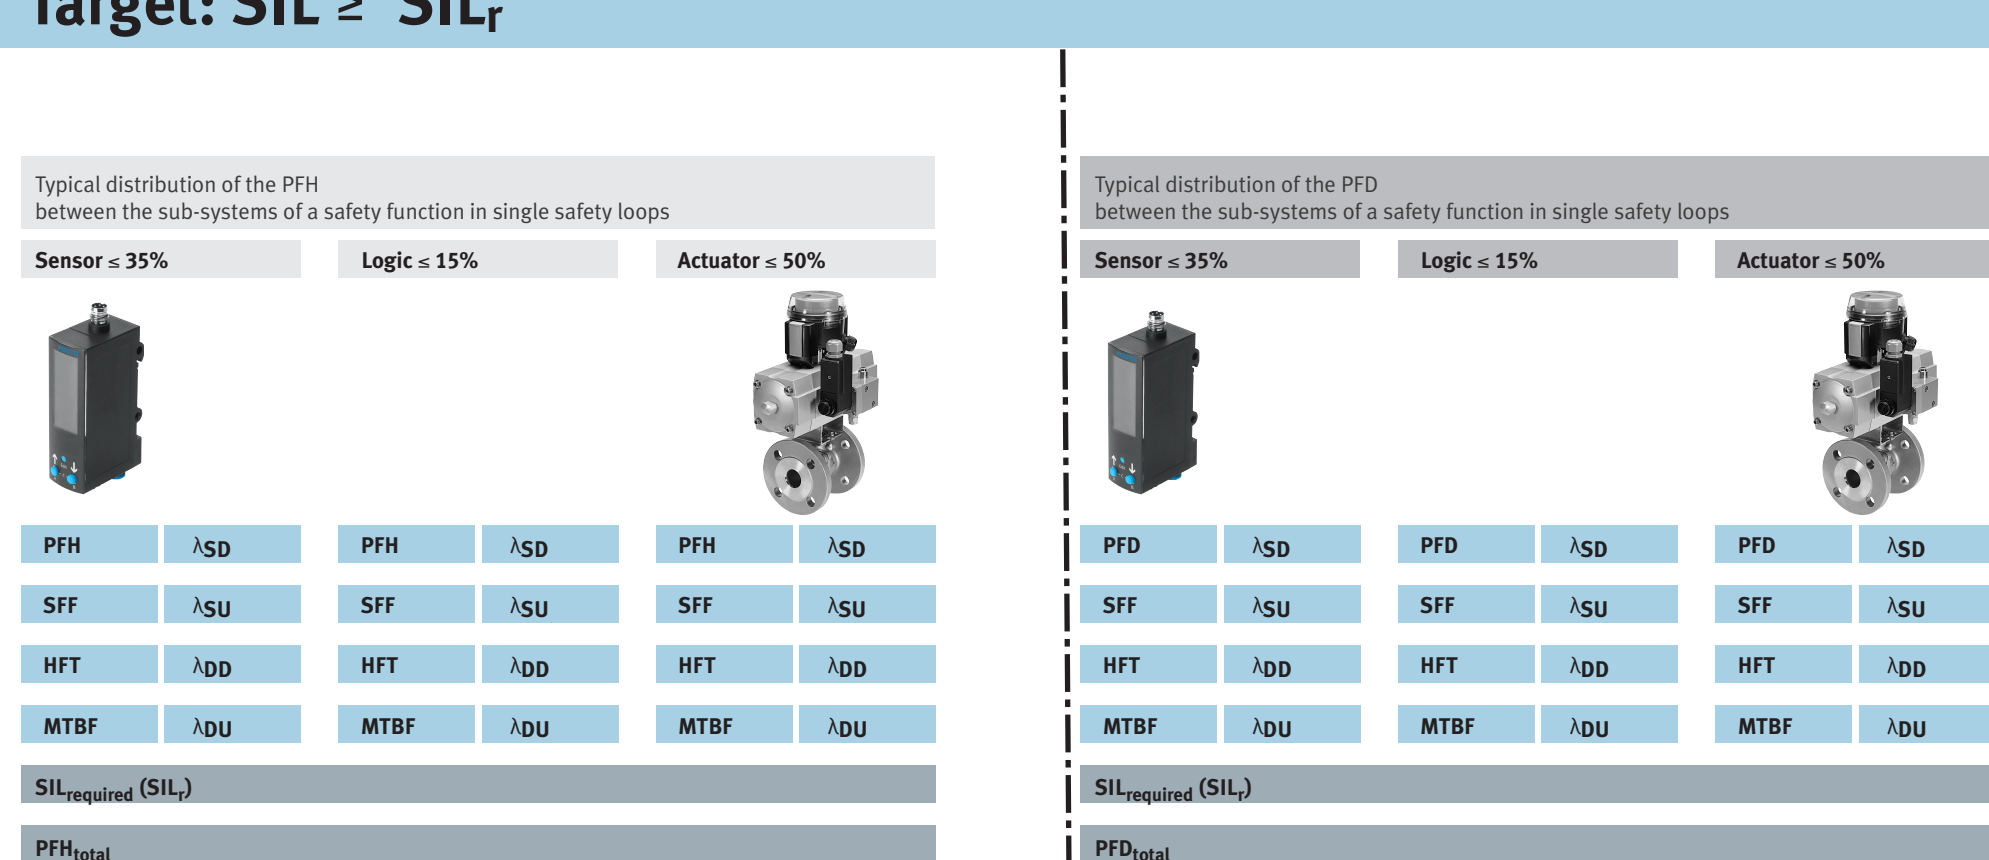 Target: SIL ≥ SILr
Typical distribution of the PFH
between the sub-systems of a safety function in single safety loops
Sensor ≤ 35%
Logic ≤ 15%
Actuator ≤ 50%
PFH λSD PFH λSD PFH λSD
SFF λSU SFF λSU SFF λSU
HFT λDD HFT λDD HFT λDD
MTBF λDU MTBF λDU MTBF λDU
SILrequired (SILr)
PFHtotal
Typical distribution of the PFD
between the sub-systems of a safety function in single safety loops
Sensor ≤ 35%
Logic ≤ 15%
Actuator ≤ 50%
PFD λSD PFD λSD PFD λSD
SFF λSU SFF λSU SFF λSU
HFT λDD HFT λDD HFT λDD
MTBF λDU MTBF λDU MTBF λDU
SILrequired (SILr)
PFDtotal